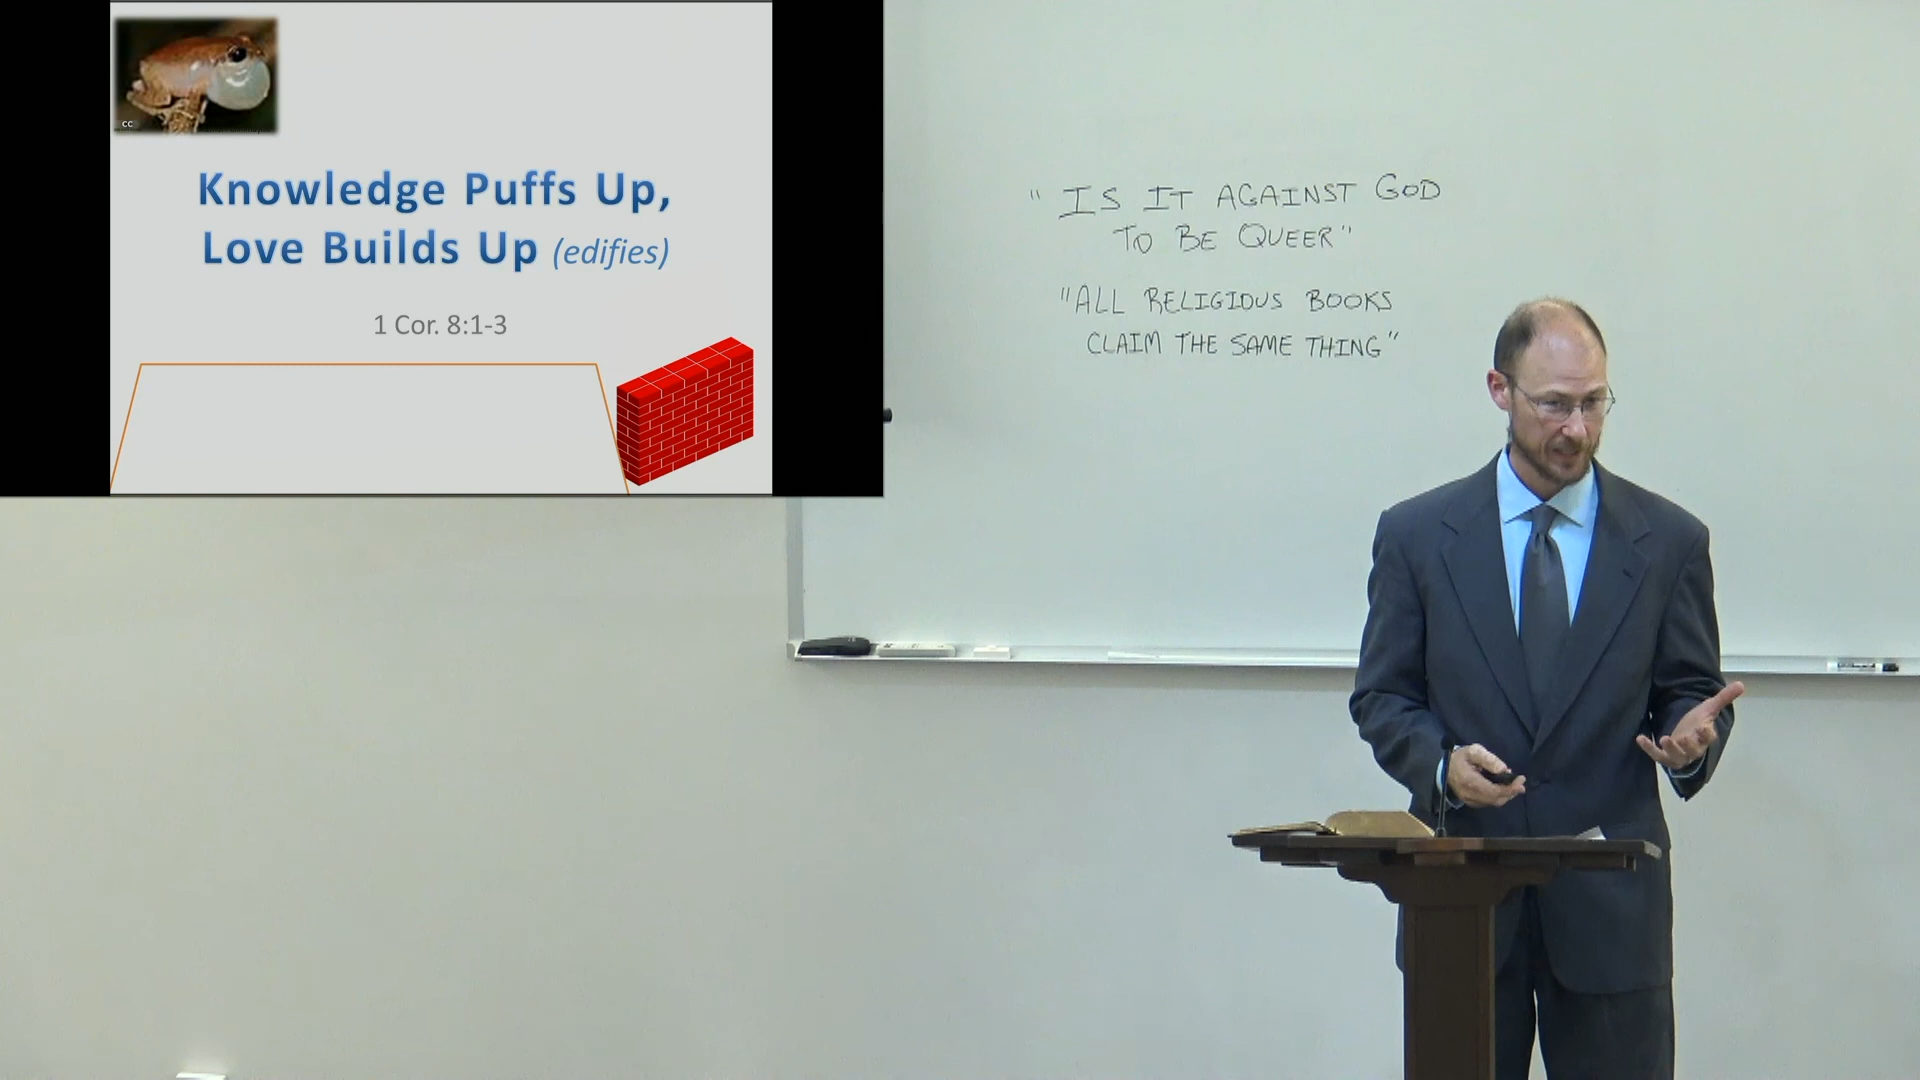 cc
Knowledge Puffs Up,
Love Builds Up (edifies)
1 Cor. 8:1-3
" IS IT AGAINST GOD
TO BE QUEER"
"ALL RELIGIOUS BOOKS
CLAIM THE SAME THING"